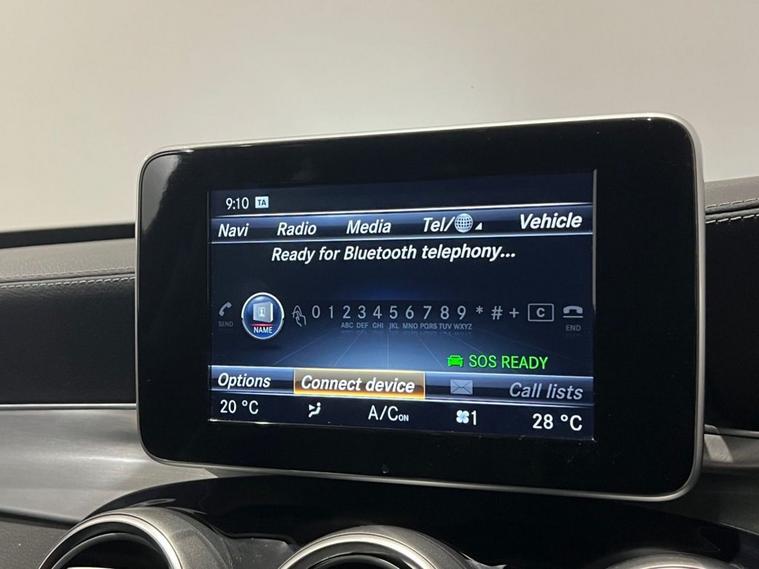 9:10 TA
Navi Radio Media Tel/ Vehicle
Ready for Bluetooth telephony...
0 1 2 3 4 5 6 7 8 9 * # + C
SEND NAME ABC DEF GHI JKL MNO PQRS TUV WXYZ END
SOS READY
Options Connect device Call lists
20 °C A/C ON 1 28 °C